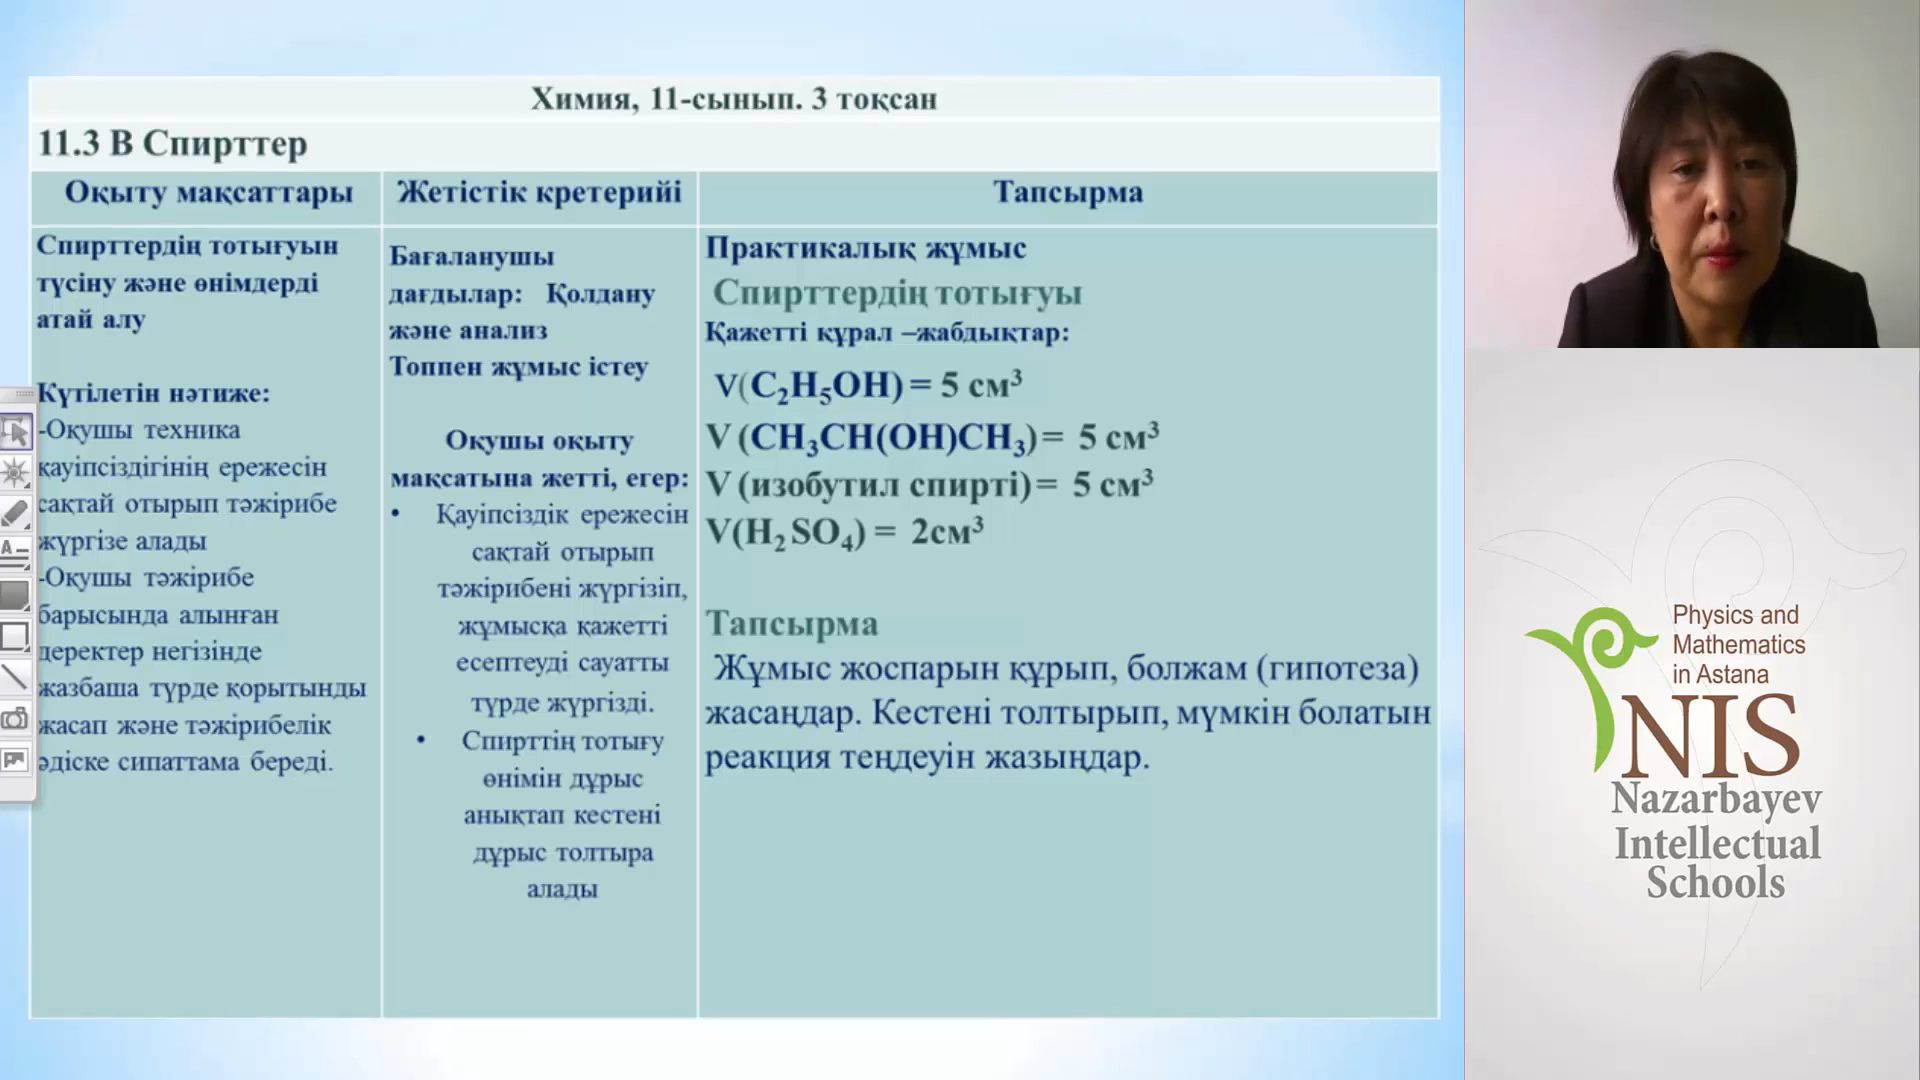 Химия, 11-сынып. 3 тоқсан
11.3 В Спирттер
Оқыту мақсаттары
Жетістік кретерийі
Тапсырма
Спирттердің тотығуын
түсіну және өнімдерді
атай алу
Күтілетін нәтиже:
-Оқушы техника
қауіпсіздігінің ережесін
сақтай отырып тәжірибе
жүргізе алады
-Оқушы тәжірибе
барысында алынған
деректер негізінде
жазбаша түрде қорытынды
жасап және тәжірибелік
әдіске сипаттама береді.
Бағаланушы
дағдылар: Қолдану
және анализ
Топпен жұмыс істеу
Оқушы оқыту
мақсатына жетті, егер:
• Қауіпсіздік ережесін
сақтай отырып
тәжірибені жүргізіп,
жұмысқа қажетті
есептеуді сауатты
түрде жүргізді.
• Спирттің тотығу
өнімін дұрыс
анықтап кестені
дұрыс толтыра
алады
Практикалық жұмыс
Спирттердің тотығуы
Қажетті құрал –жабдықтар:
V(C₂H₅OH) = 5 см³
V (CH₃CH(OH)CH₃) = 5 см³
V (изобутил спирті) = 5 см³
V(H₂ SO₄) = 2см³
Тапсырма
Жұмыс жоспарын құрып, болжам (гипотеза)
жасаңдар. Кестені толтырып, мүмкін болатын
реакция теңдеуін жазыңдар.
Physics and
Mathematics
in Astana
NIS
Nazarbayev
Intellectual
Schools